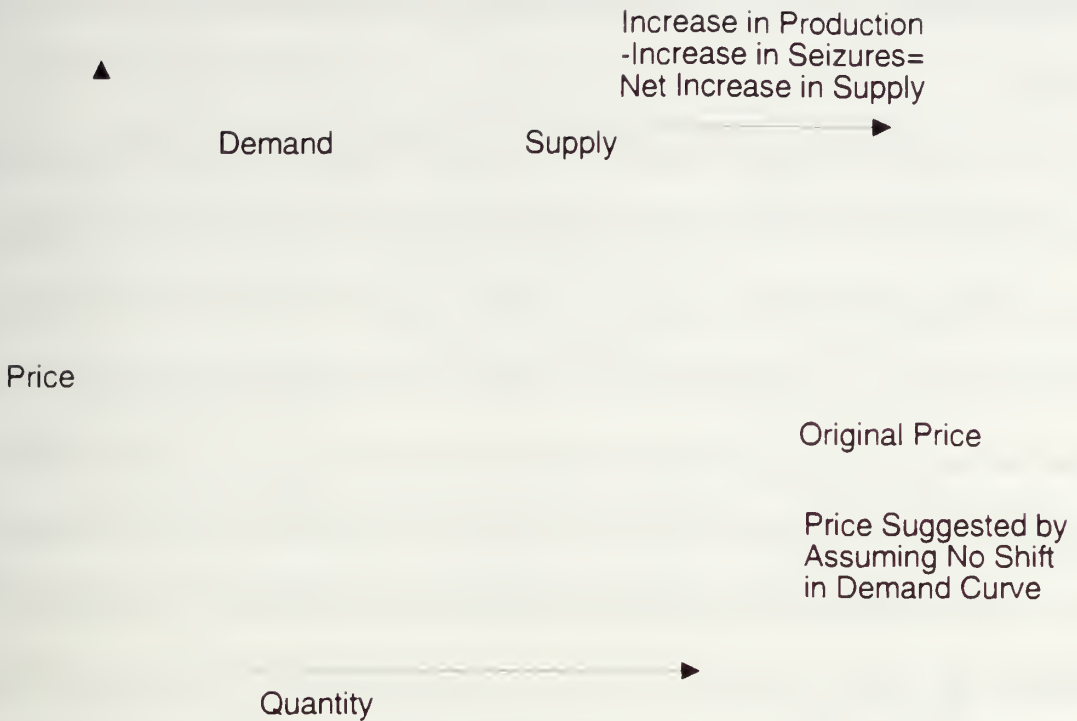 Increase in Production
-Increase in Seizures=
Net Increase in Supply
Demand
Supply
Price
Original Price
Price Suggested by
Assuming No Shift
in Demand Curve
Quantity